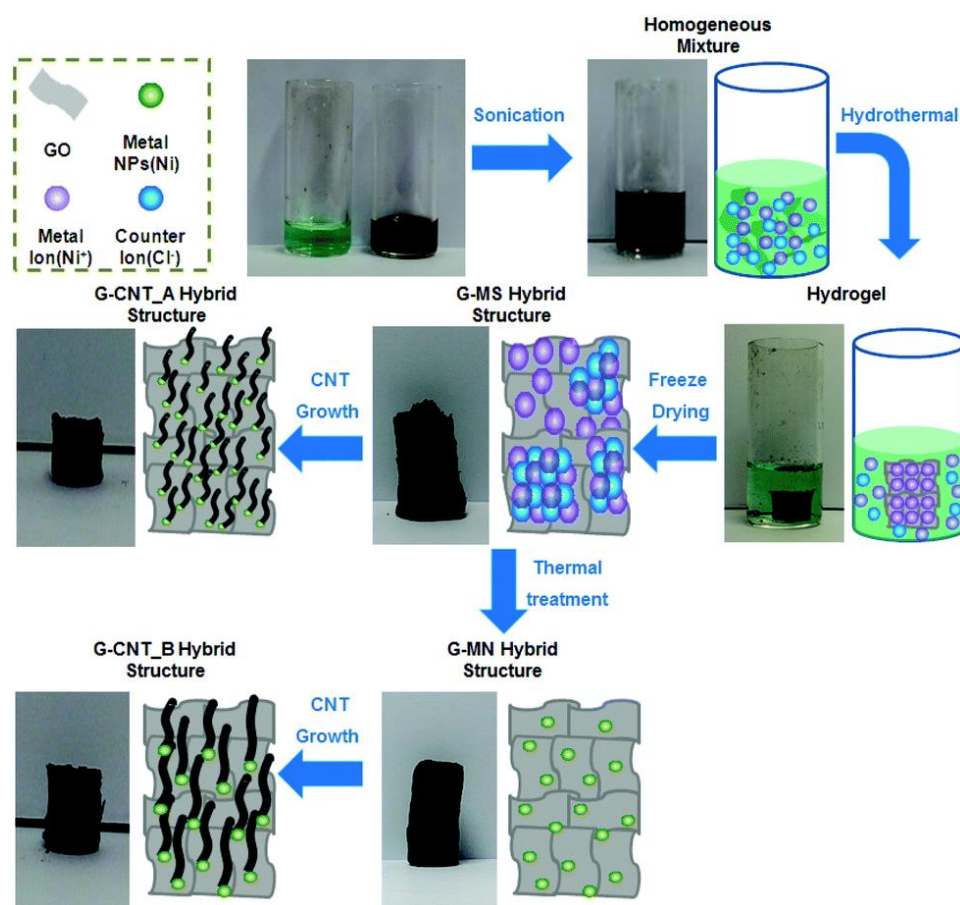 Homogeneous
Mixture
Sonication
Hydrothermal
GO
Metal
NPs(Ni)
Metal
Ion(Ni⁺)
Counter
Ion(Cl⁻)
G-CNT_A Hybrid
Structure
G-MS Hybrid
Structure
Hydrogel
CNT
Growth
Freeze
Drying
Thermal
treatment
G-CNT_B Hybrid
Structure
G-MN Hybrid
Structure
CNT
Growth